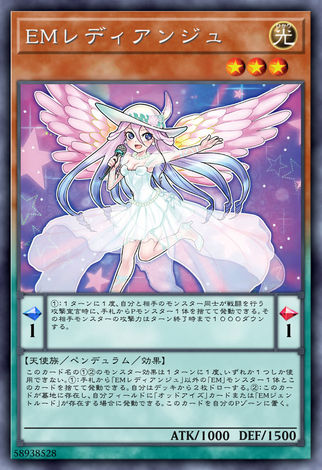 EMレディアンジュ
光
①:1ターンに1度、自分と相手のモンスター同士が戦闘を行う
攻撃宣言時に、手札からPモンスター1体を捨てて発動できる。そ
の相手モンスターの攻撃力はターン終了時まで1000ダウン
する。
1
1
【天使族/ペンデュラム/効果】
このカード名の①②のモンスター効果は1ターンに1度、いずれか1つしか使
用できない。①:手札から「EMレディアンジュ」以外の「EM」モンスター1体とこ
のカードを捨てて発動できる。自分はデッキから2枚ドローする。②:このカー
ドが墓地に存在し、自分フィールドに「オッドアイズ」カードまたは「EMジェン
トルード」が存在する場合に発動できる。このカードを自分のPゾーンに置く。
ATK/1000 DEF/1500
58938528